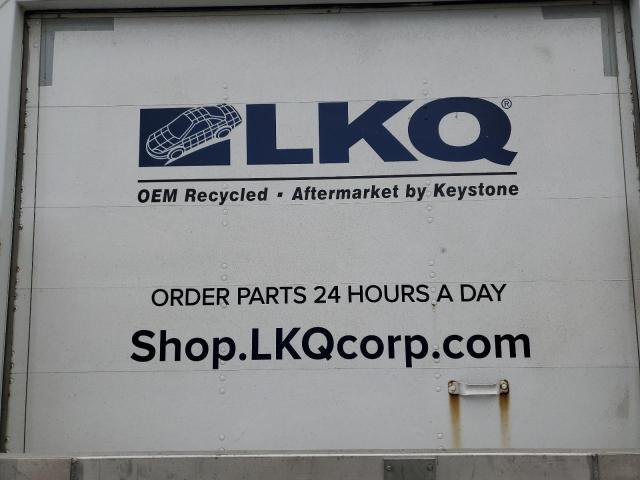 LKQ®
OEM Recycled · Aftermarket by Keystone
ORDER PARTS 24 HOURS A DAY
Shop.LKQcorp.com